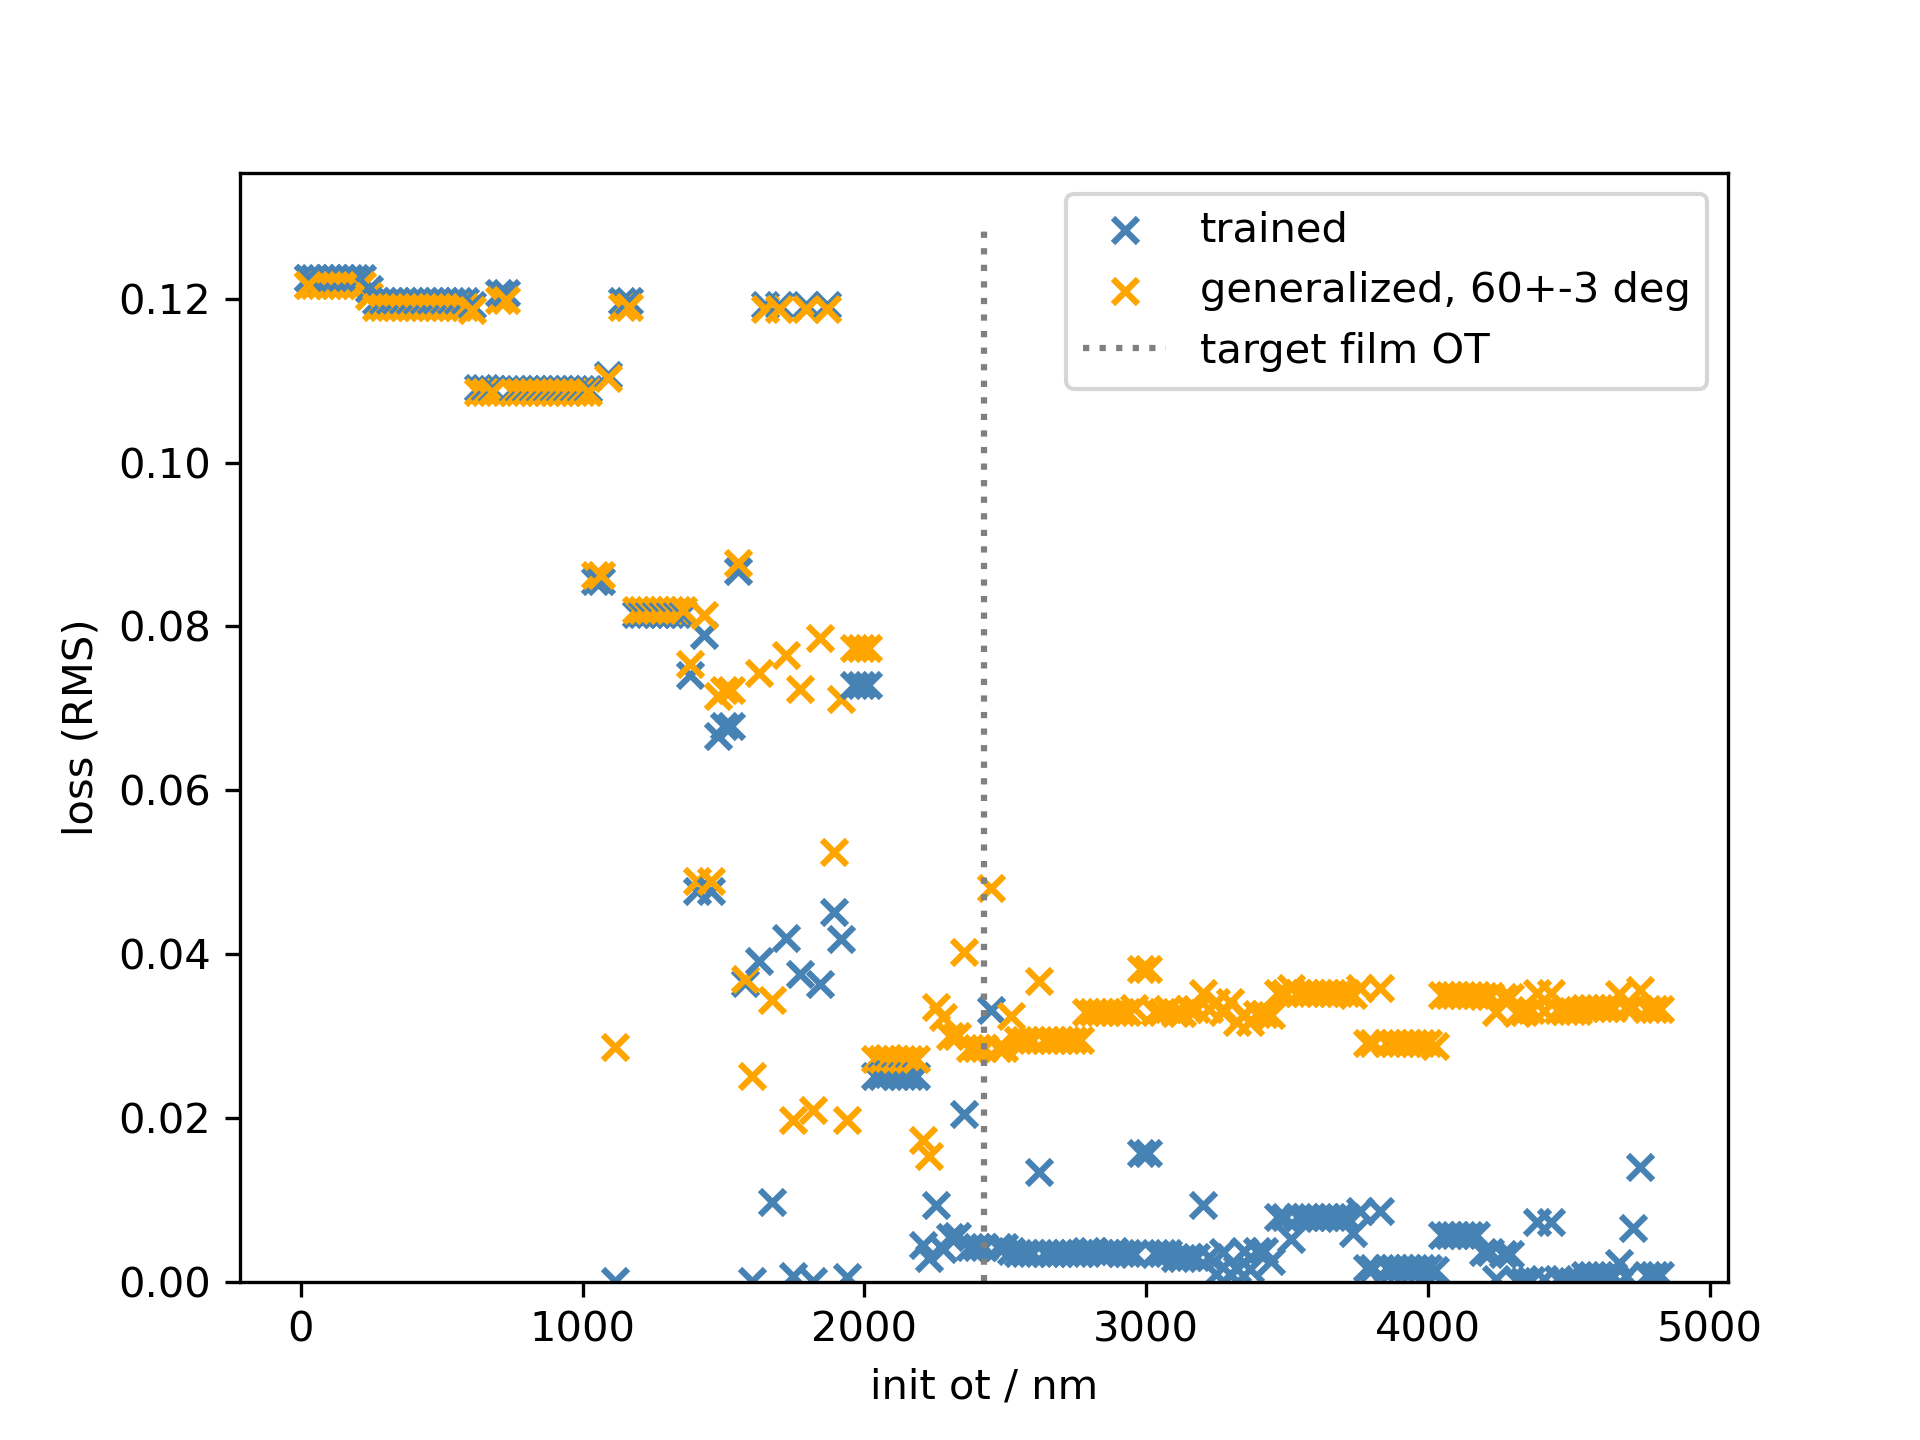 trained
generalized, 60+-3 deg
target film OT
0.12
0.10
0.08
0.06
0.04
0.02
0.00
loss (RMS)
0 1000 2000 3000 4000 5000
init ot / nm